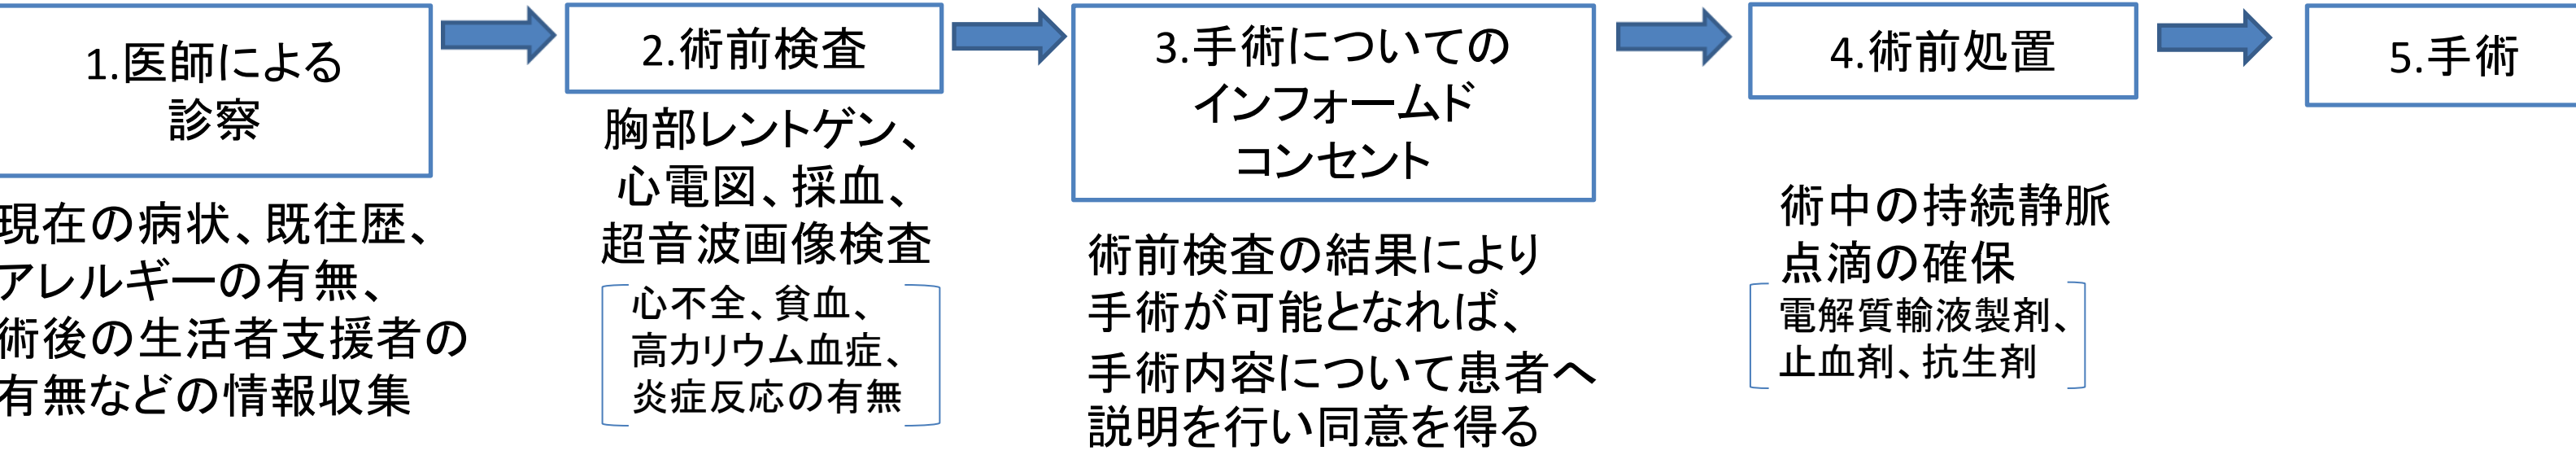 1.医師による
診察
現在の病状、既往歴、
アレルギーの有無、
術後の生活者支援者の
有無などの情報収集
2.術前検査
胸部レントゲン、
心電図、採血、
超音波画像検査
心不全、貧血、
高カリウム血症、
炎症反応の有無
3.手術についての
インフォームド
コンセント
術前検査の結果により
手術が可能となれば、
手術内容について患者へ
説明を行い同意を得る
4.術前処置
術中の持続静脈
点滴の確保
電解質輸液製剤、
止血剤、抗生剤
5.手術